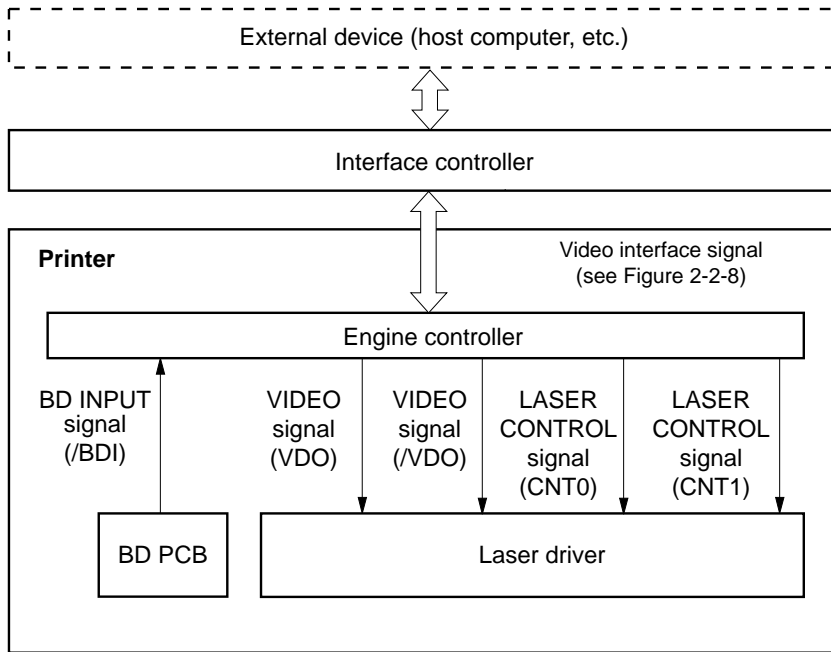 External device (host computer, etc.)
Interface controller
Printer
Video interface signal
(see Figure 2-2-8)
Engine controller
BD INPUT
signal
(/BDI)
VIDEO
signal
(VDO)
VIDEO
signal
(/VDO)
LASER
CONTROL
signal
(CNT0)
LASER
CONTROL
signal
(CNT1)
BD PCB
Laser driver